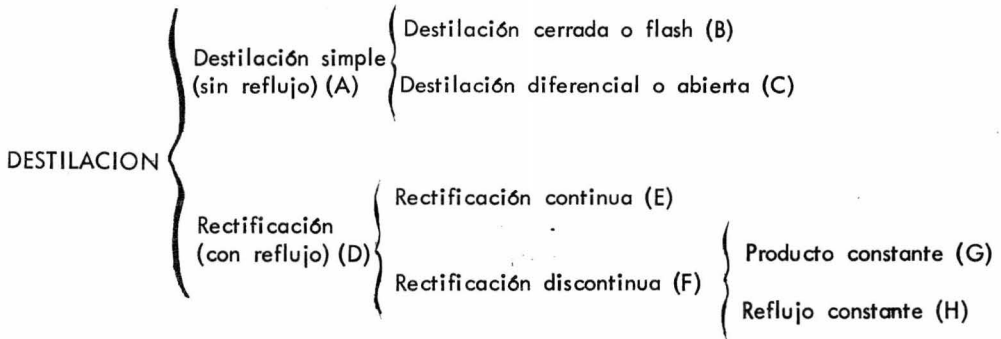 Destilación cerrada o flash (B)
Destilación simple
(sin reflujo) (A)
Destilación diferencial o abierta (C)
DESTILACION
Rectificación continua (E)
Rectificación
(con reflujo) (D)
Producto constante (G)
Rectificación discontinua (F)
Reflujo constante (H)